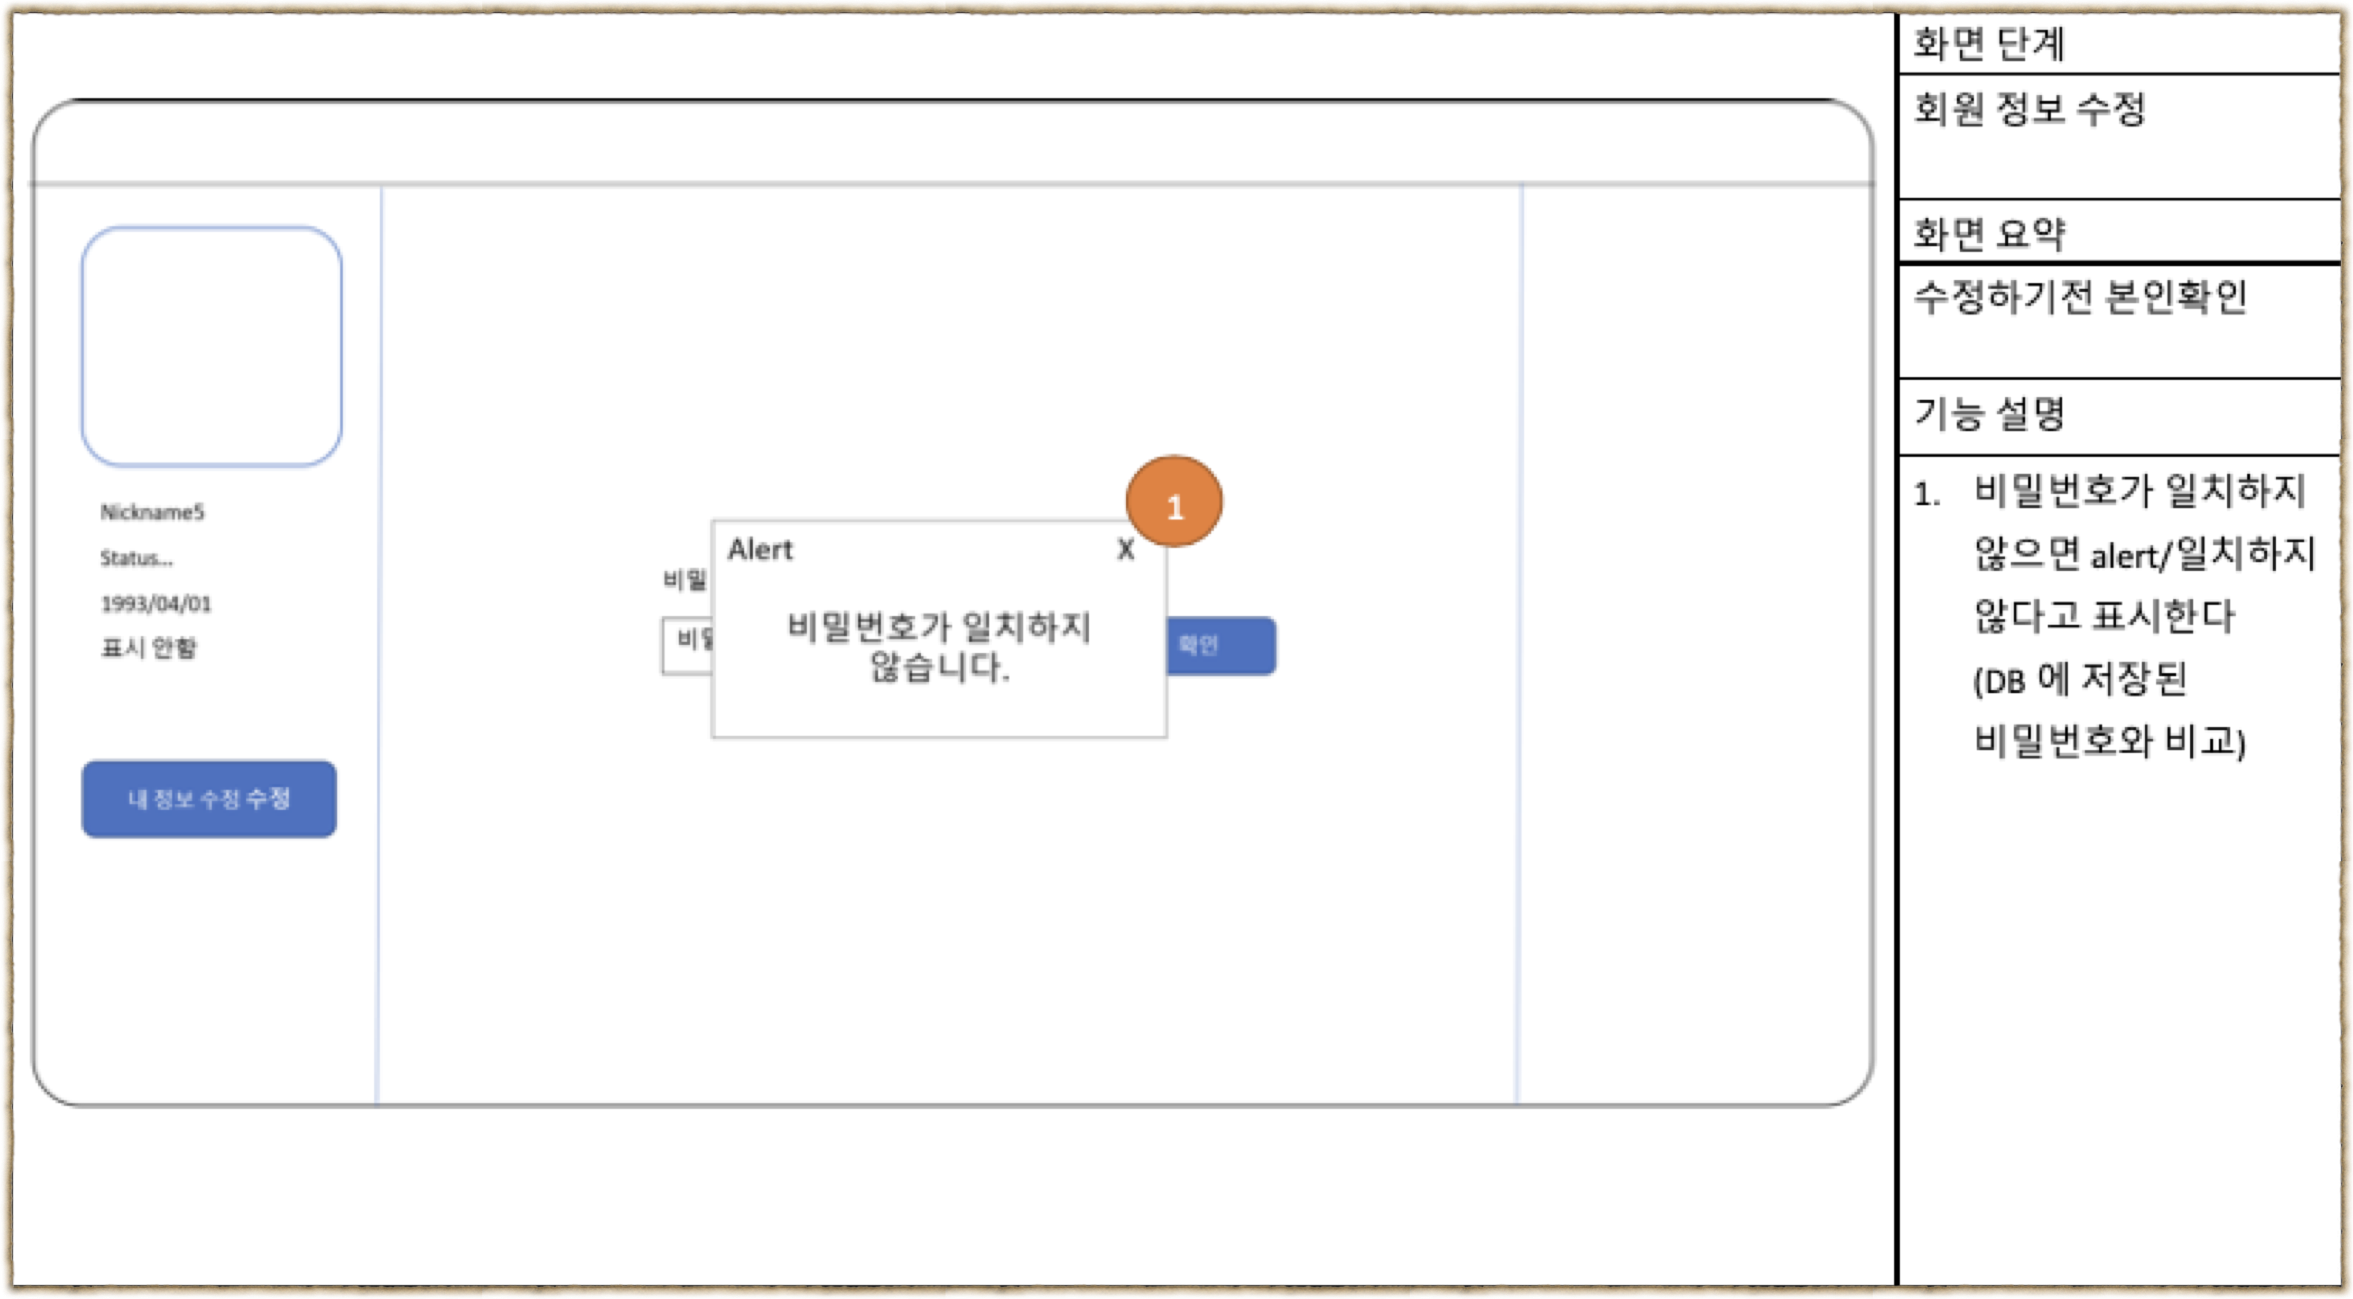 Nickname5
Status...
1993/04/01
표시 안함
내 정보 수정 수정
비밀
비밀
Alert X
비밀번호가 일치하지
않습니다.
확인
1
화면 단계
회원 정보 수정
화면 요약
수정하기전 본인확인
기능 설명
1. 비밀번호가 일치하지
않으면 alert/일치하지
않다고 표시한다
(DB 에 저장된
비밀번호와 비교)